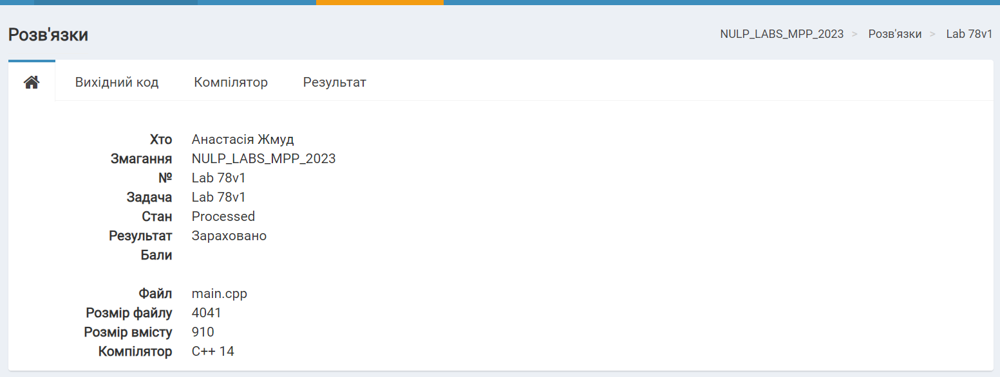 Розв'язки
NULP_LABS_MPP_2023 > Розв'язки > Lab 78v1
Вихідний код Компілятор Результат
Хто Анастасія Жмуд
Змагання NULP_LABS_MPP_2023
№ Lab 78v1
Задача Lab 78v1
Стан Processed
Результат Зараховано
Бали
Файл main.cpp
Розмір файлу 4041
Розмір вмісту 910
Компілятор C++ 14